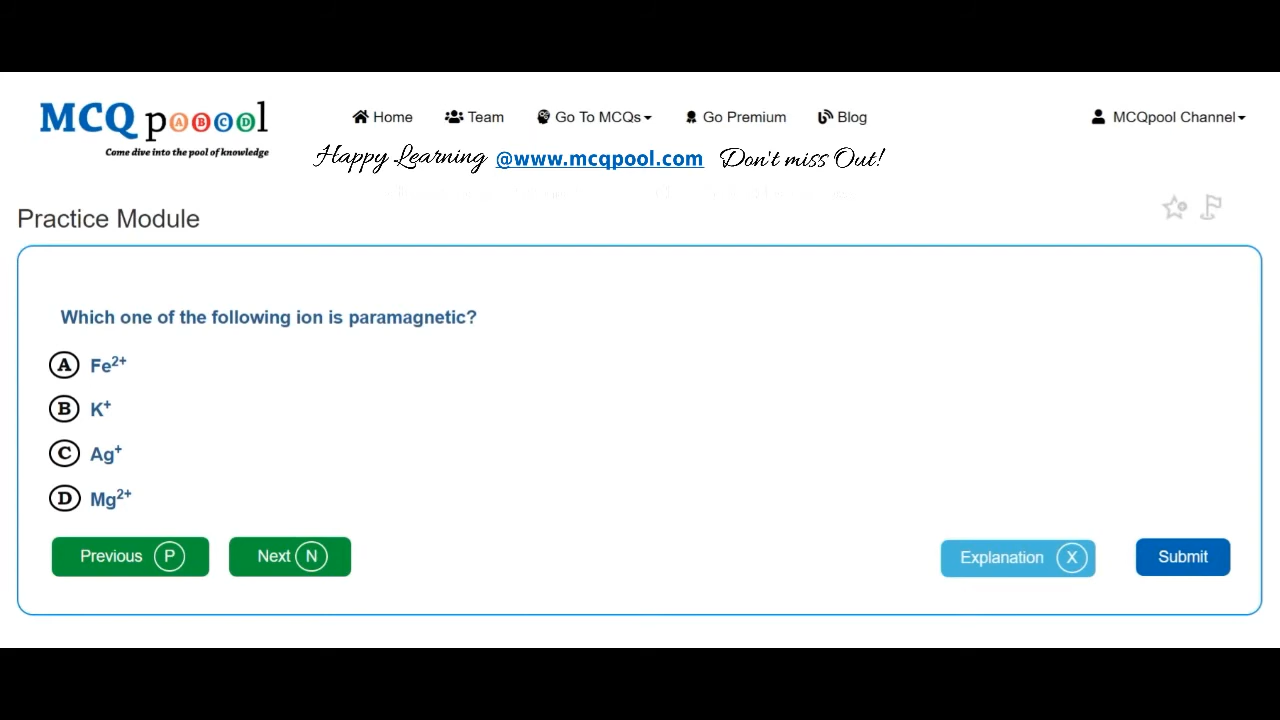 MCQ pooool
A B C D
Come dive into the pool of knowledge
Home Team Go To MCQs Go Premium Blog MCQpool Channel
Happy Learning @www.mcqpool.com Don't miss Out!
Practice Module
Which one of the following ion is paramagnetic?
A Fe²⁺
B K⁺
C Ag⁺
D Mg²⁺
Previous P Next N Explanation X Submit